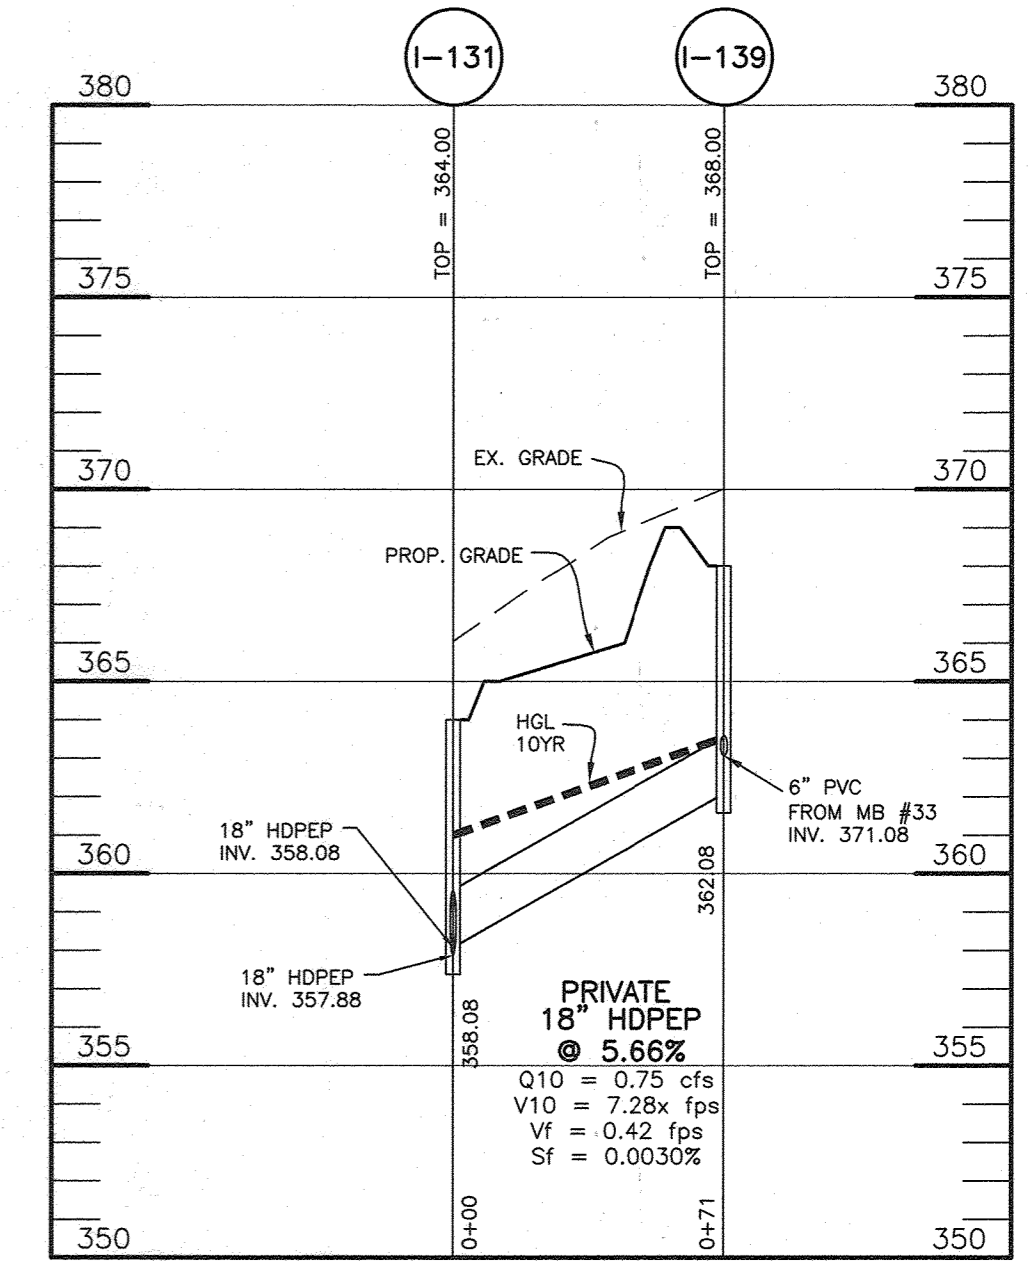 I-131 I-139
380 380
TOP = 364.00
TOP = 368.00
375 375
370 370
EX. GRADE
PROP. GRADE
365 365
HGL
10YR
6" PVC
FROM MB #33
INV. 371.08
18" HDPEP
INV. 358.08
360 360
362.08
18" HDPEP
INV. 357.88
358.08
PRIVATE
18" HDPEP
@ 5.66%
355 355
Q10 = 0.75 cfs
V10 = 7.28x fps
Vf = 0.42 fps
Sf = 0.0030%
0+00
0+71
350 350